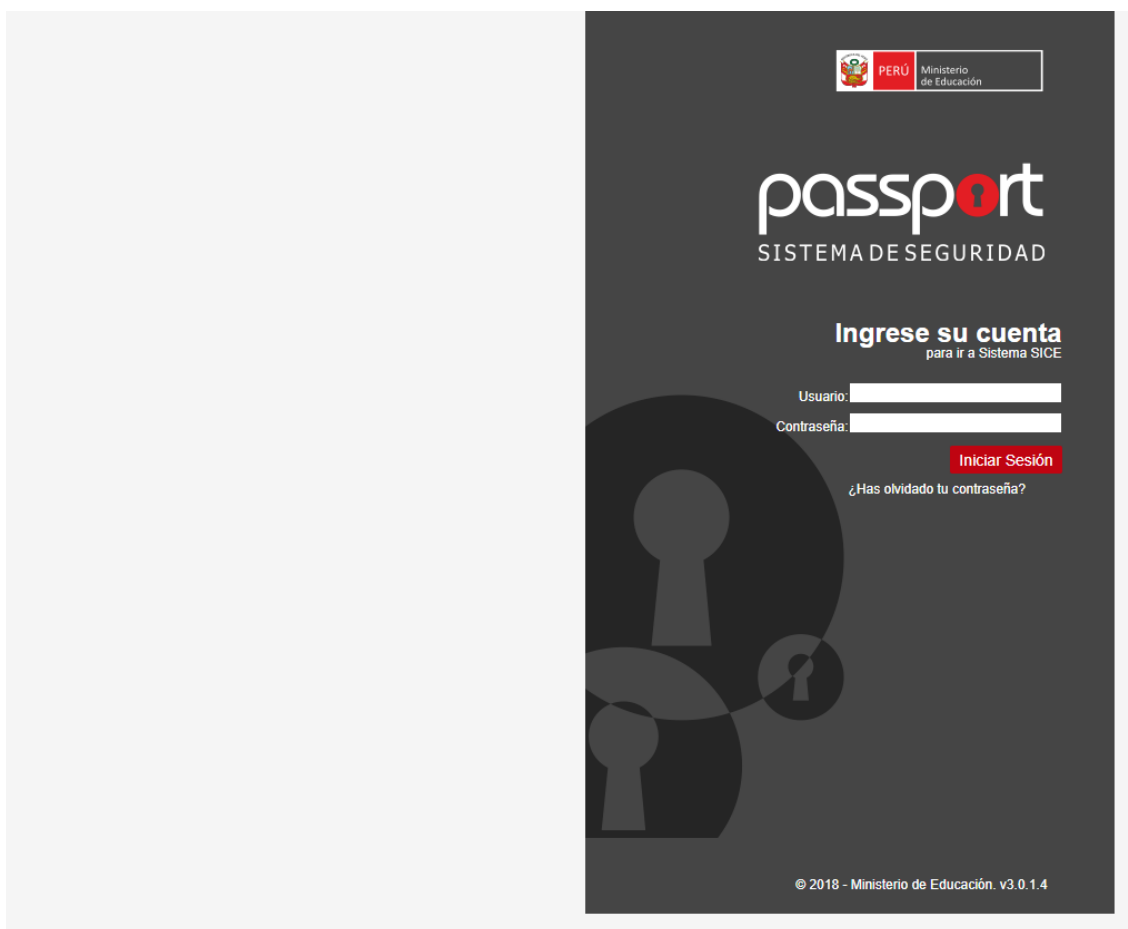 PERÚ
Ministerio
de Educación
passport
SISTEMA DE SEGURIDAD
Ingrese su cuenta
para ir a Sistema SICE
Usuario:
Contraseña:
Iniciar Sesión
¿Has olvidado tu contraseña?
© 2018 - Ministerio de Educación. v3.0.1.4